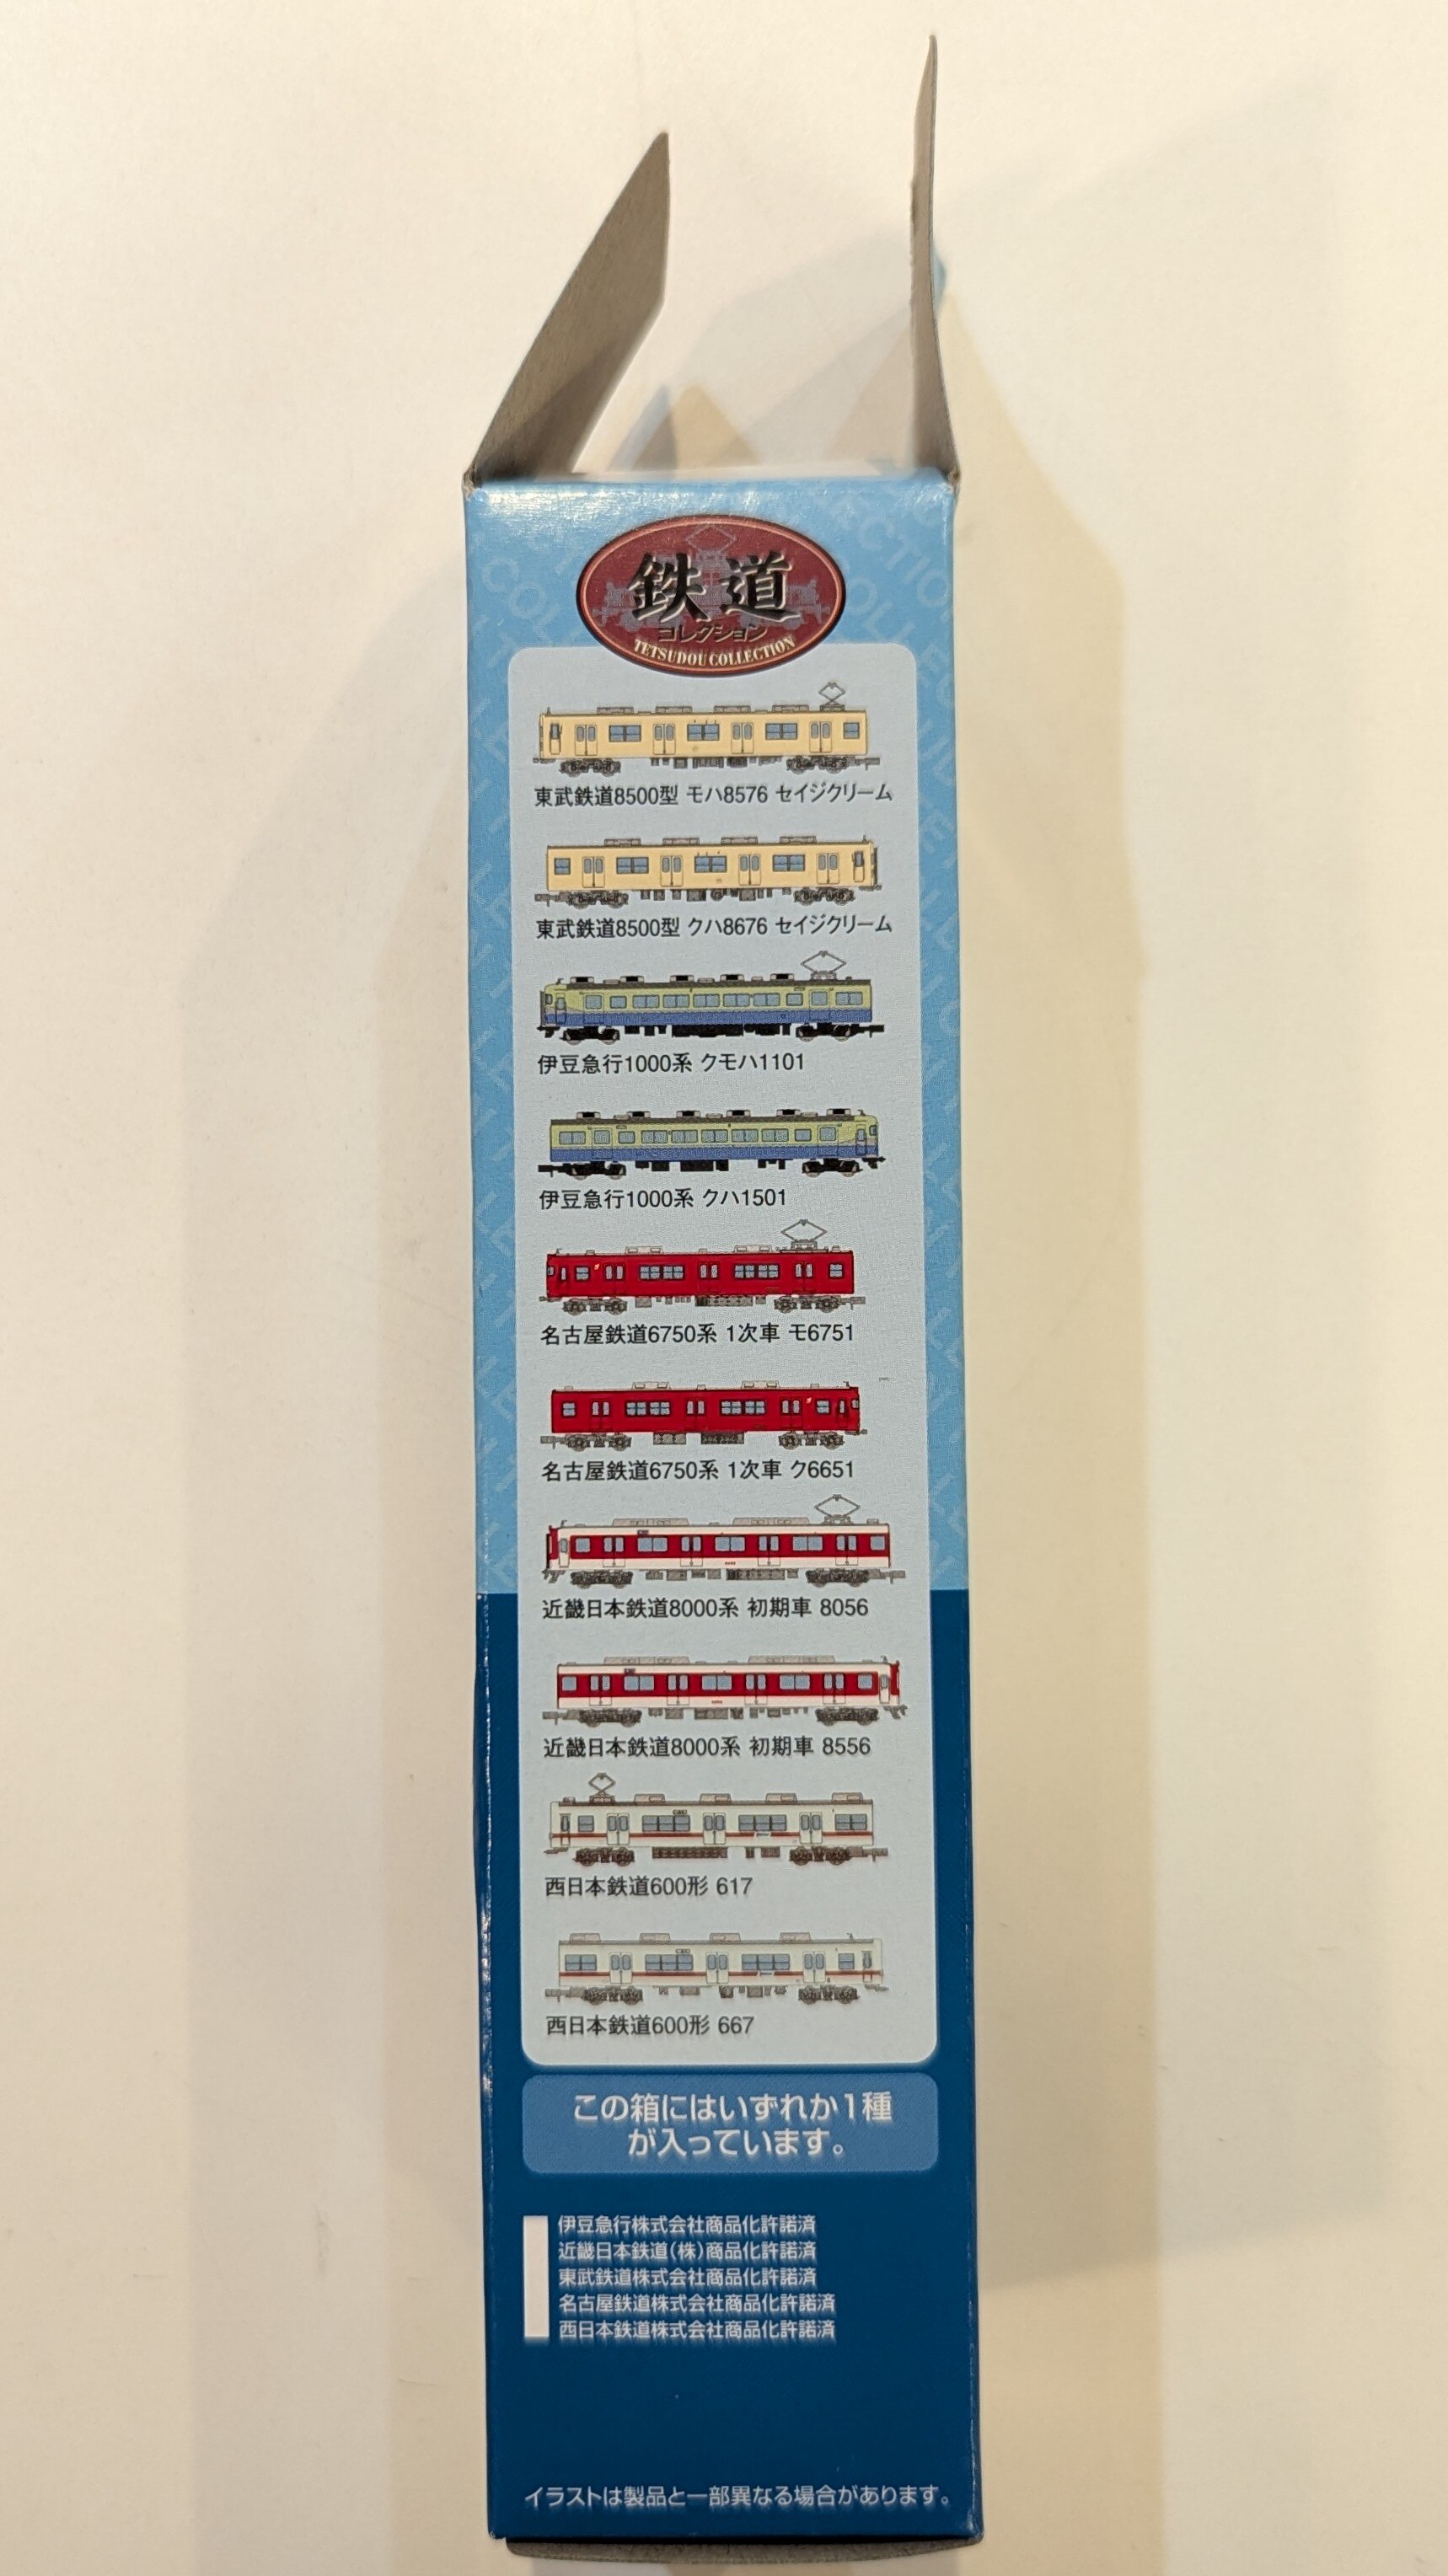 鉄道
コレクション
TETSUDOU COLLECTION
東武鉄道8500型 モハ8576 セイジクリーム
東武鉄道8500型 クハ8676 セイジクリーム
伊豆急行1000系 クモハ1101
伊豆急行1000系 クハ1501
名古屋鉄道6750系 1次車 モ6751
名古屋鉄道6750系 1次車 ク6651
近畿日本鉄道8000系 初期車 8056
近畿日本鉄道8000系 初期車 8556
西日本鉄道600形 617
西日本鉄道600形 667
この箱にはいずれか1種
が入っています。
伊豆急行株式会社商品化許諾済
近畿日本鉄道(株)商品化許諾済
東武鉄道株式会社商品化許諾済
名古屋鉄道株式会社商品化許諾済
西日本鉄道株式会社商品化許諾済
イラストは製品と一部異なる場合があります。